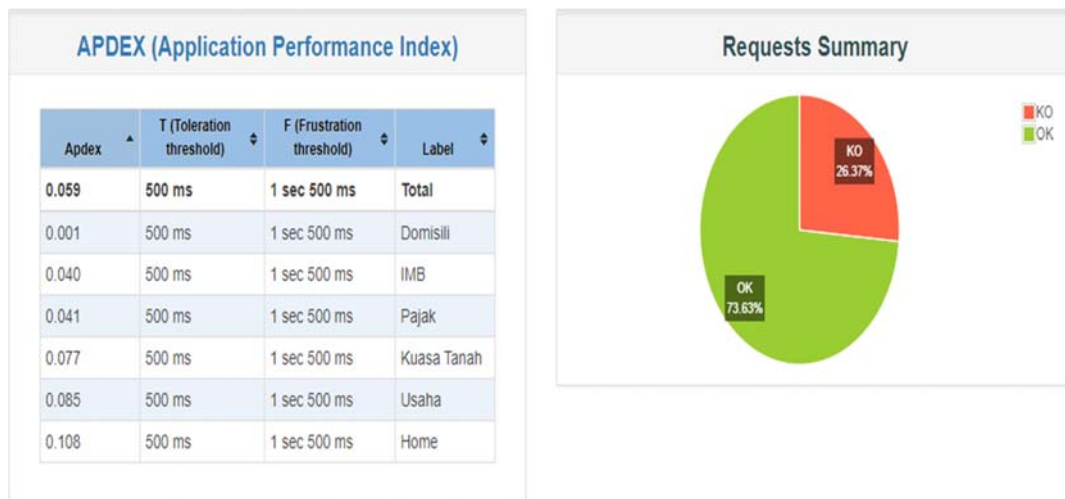 APDEX (Application Performance Index)
Apdex T (Toleration threshold) F (Frustration threshold) Label
0.059 500 ms 1 sec 500 ms Total
0.001 500 ms 1 sec 500 ms Domisili
0.040 500 ms 1 sec 500 ms IMB
0.041 500 ms 1 sec 500 ms Pajak
0.077 500 ms 1 sec 500 ms Kuasa Tanah
0.085 500 ms 1 sec 500 ms Usaha
0.108 500 ms 1 sec 500 ms Home
Requests Summary
KO
OK
KO
26.37%
OK
73.63%